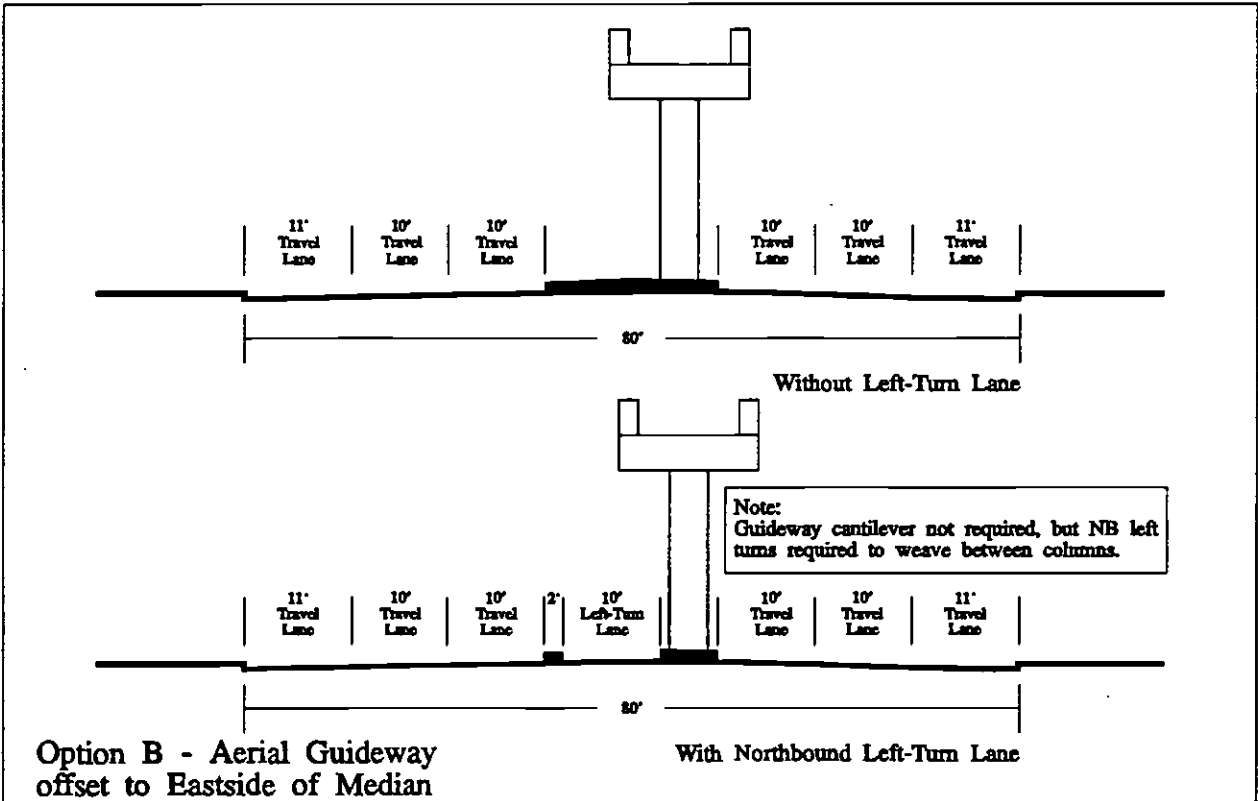 11' Travel Lane
10' Travel Lane
10' Travel Lane
10' Travel Lane
10' Travel Lane
11' Travel Lane
80'
Without Left-Turn Lane
Note:
Guideway cantilever not required, but NB left
turns required to weave between columns.
11' Travel Lane
10' Travel Lane
10' Travel Lane
2'
10' Left-Turn Lane
10' Travel Lane
10' Travel Lane
11' Travel Lane
80'
Option B - Aerial Guideway
offset to Eastside of Median
With Northbound Left-Turn Lane